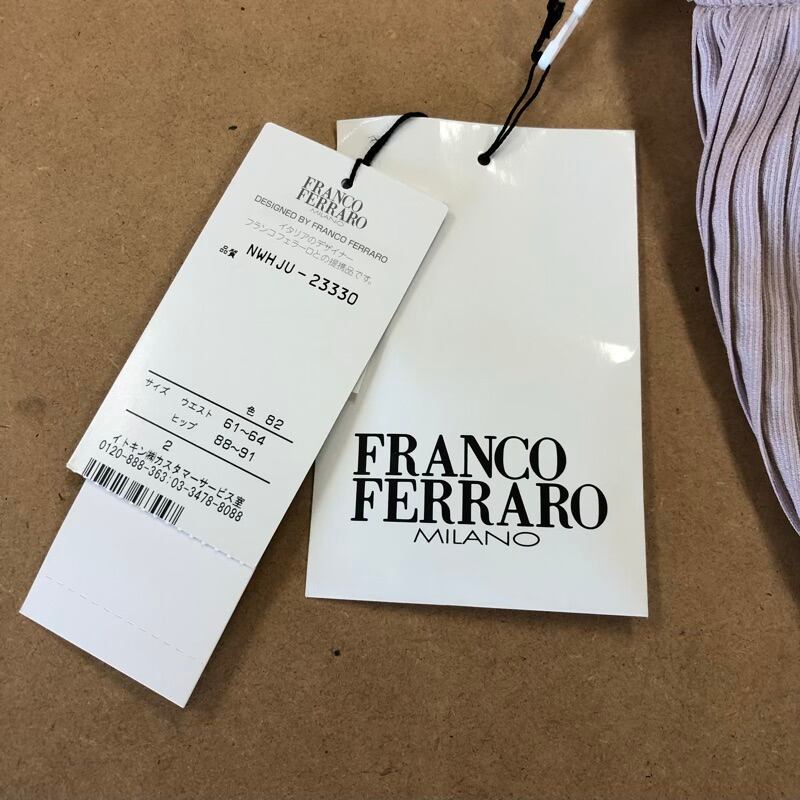 FRANCO
FERRARO
MILANO
DESIGNED BY FRANCO FERRARO
イタリアのデザイナー
フランコ フェラーロとの提携品です。
品質 NWHJU-23330
色 82
サイズ ウエスト 61~64
ヒップ 88~91
2
イトキン㈱カスタマーサービス室
0120-888-363:03-3478-8088
FRANCO
FERRARO
MILANO